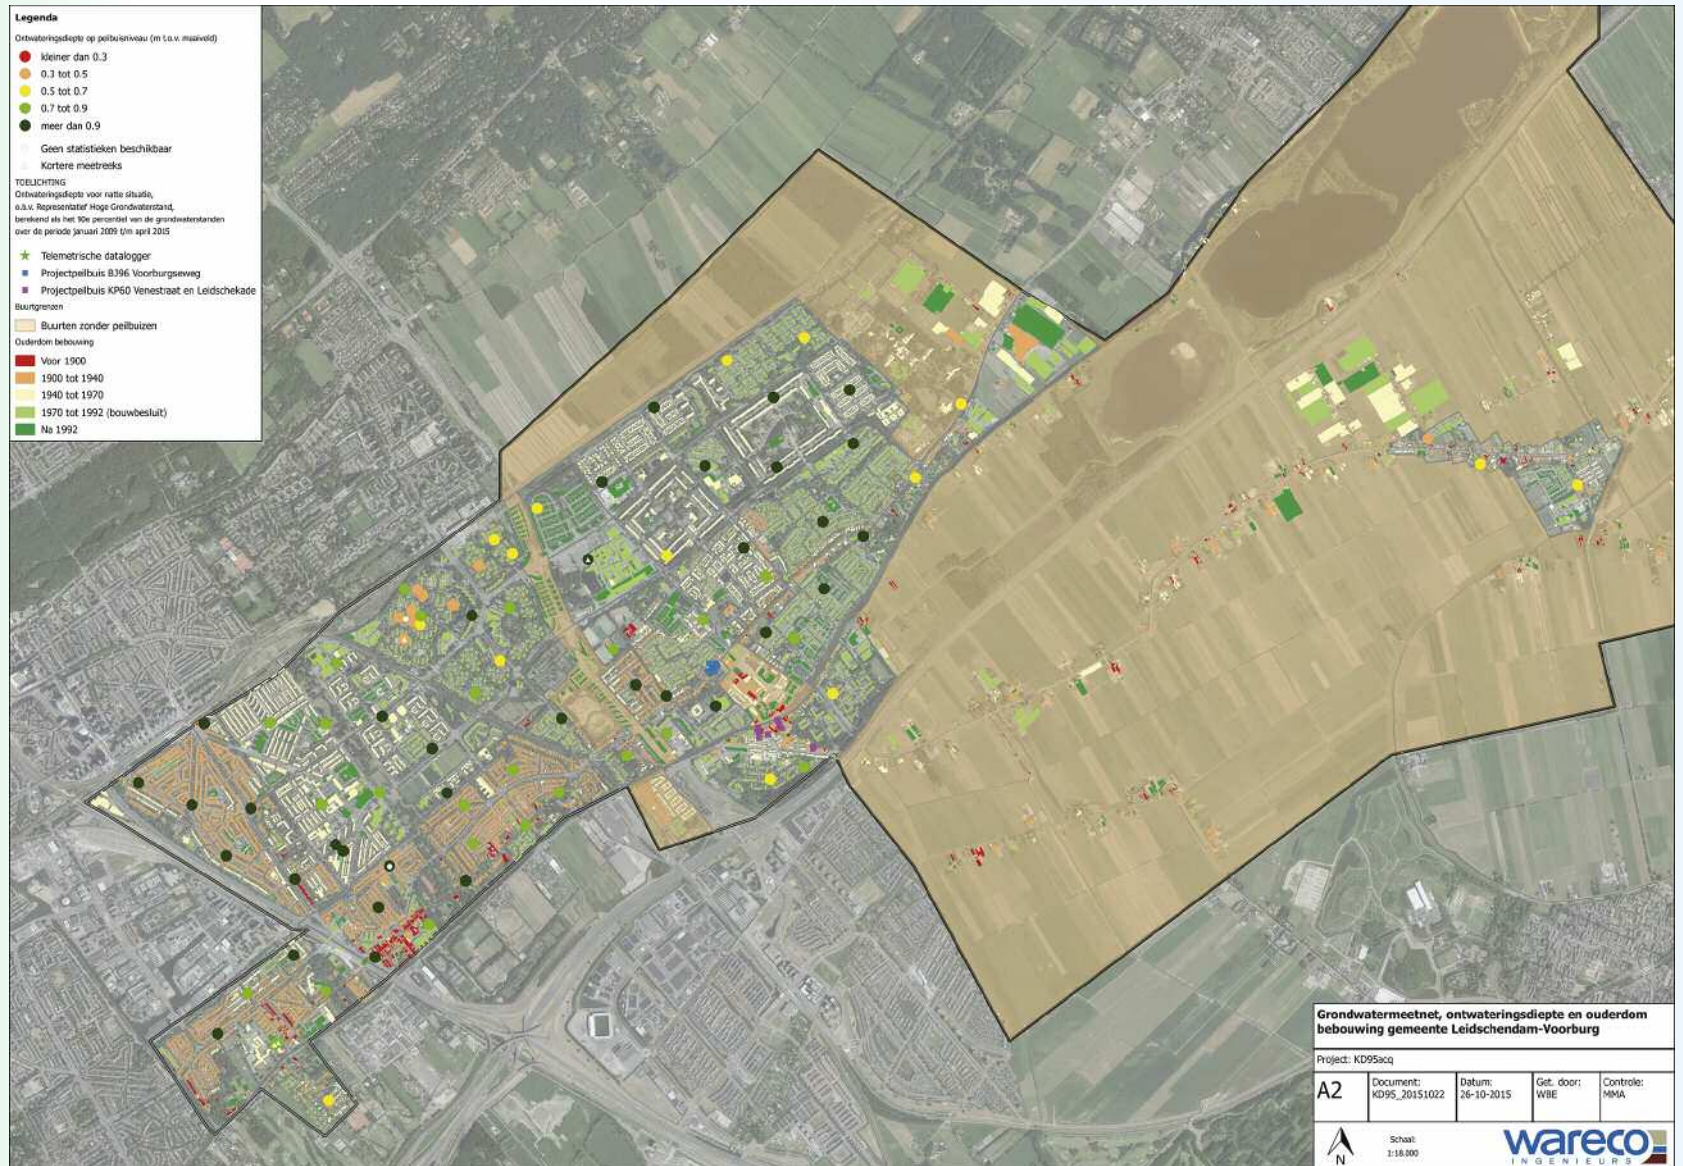 Legenda
Ontwateringsdiepte op peilbuisniveau (m t.o.v. maaiveld)
kleiner dan 0.3
0.3 tot 0.5
0.5 tot 0.7
0.7 tot 0.9
meer dan 0.9
Geen statistieken beschikbaar
Kortere meetreeks
TOELICHTING
Ontwateringsdiepte voor natte situatie,
o.b.v. Representatief Hoge Grondwaterstand,
berekend als het 90e percentiel van de grondwaterstanden
over de periode januari 2009 t/m april 2015
Telemetrische datalogger
Projectpeilbuis BJ96 Voorburgseweg
Projectpeilbuis KP60 Venestraat en Leidschekade
Buurtgrenzen
Buurten zonder peilbuizen
Ouderdom bebouwing
Voor 1900
1900 tot 1940
1940 tot 1970
1970 tot 1992 (bouwbesluit)
Na 1992
Grondwatermeetnet, ontwateringsdiepte en ouderdom
bebouwing gemeente Leidschendam-Voorburg
Project: KD95acq
A2
Document:
KD95_20151022
Datum:
26-10-2015
Get. door:
WBE
Controle:
MMA
N
Schaal:
1:18.000
wareco
INGENIEURS